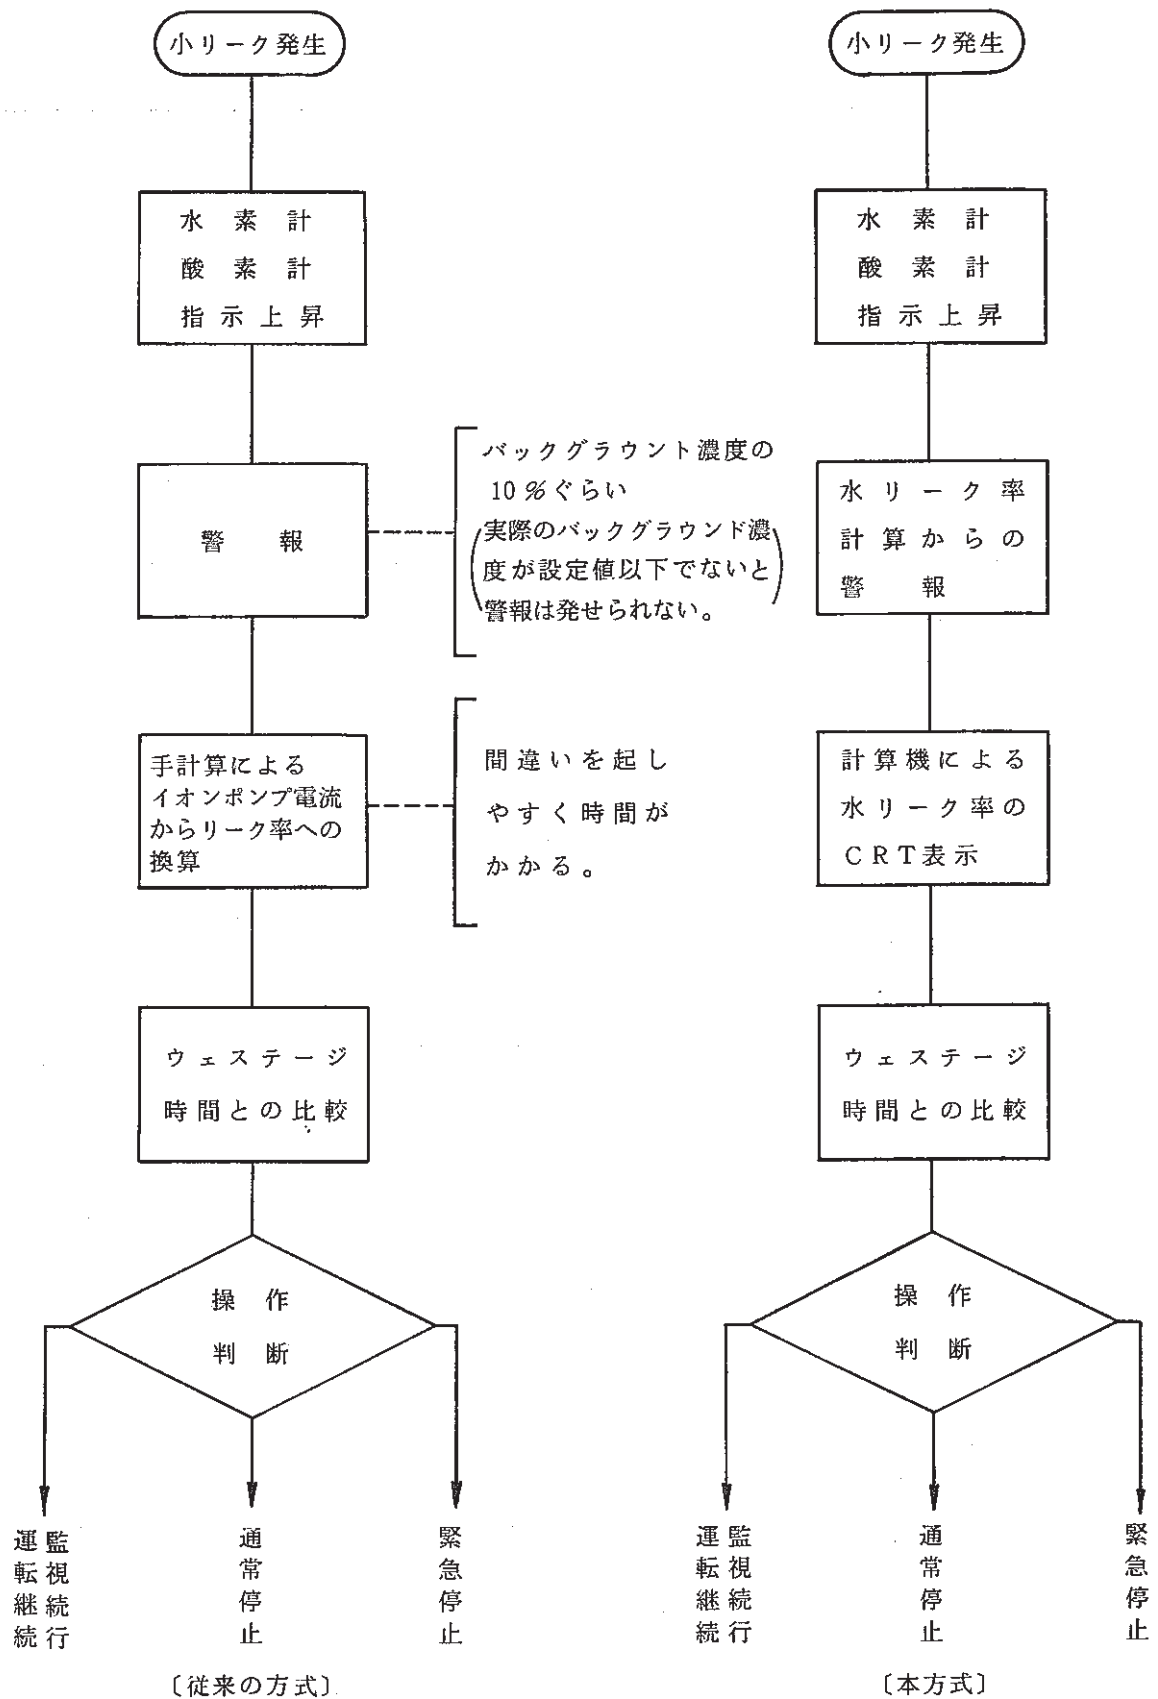 小リーク発生
水素計
酸素計
指示上昇
警報
バックグラウント濃度の
10%ぐらい
(実際のバックグラウンド濃
度が設定値以下でないと
警報は発せられない。)
手計算による
イオンポンプ電流
からリーク率への
換算
間違いを起し
やすく時間が
かかる。
ウェステージ
時間との比較
操作
判断
監視続行
運転継続
通常停止
緊急停止
〔従来の方式〕
小リーク発生
水素計
酸素計
指示上昇
水リーク率
計算からの
警報
計算機による
水リーク率の
CRT表示
ウェステージ
時間との比較
操作
判断
監視続行
運転継続
通常停止
緊急停止
〔本方式〕